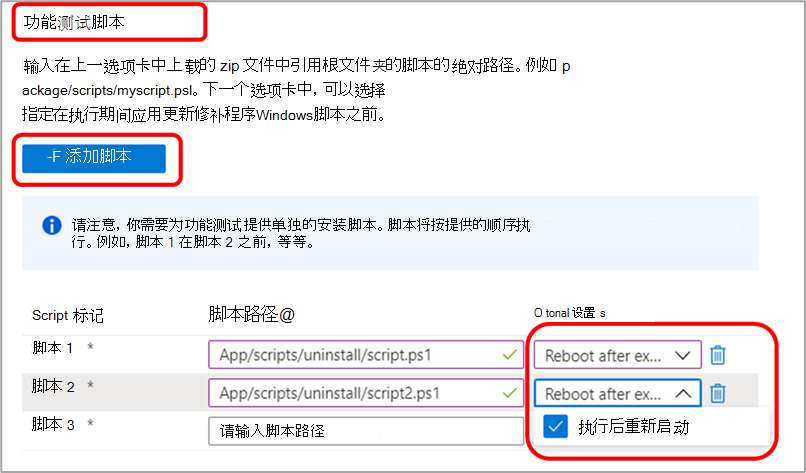 功能测试脚本
输入在上一选项卡中上载的 zip 文件中引用根文件夹的脚本的绝对路径。例如 p
ackage/scripts/myscript.psl。下一个选项卡中，可以选择
指定在执行期间应用更新修补程序Windows脚本之前。
-F 添加脚本
请注意，你需要为功能测试提供单独的安装脚本。脚本将按提供的顺序执
行。例如，脚本 1 在脚本 2 之前，等等。
Script 标记 脚本路径@ O tonal 设置 s
脚本 1 * App/scripts/uninstall/script.ps1 Reboot after ex...
脚本 2 * App/scripts/uninstall/script2.ps1 Reboot after ex...
脚本 3 * 请输入脚本路径 执行后重新启动